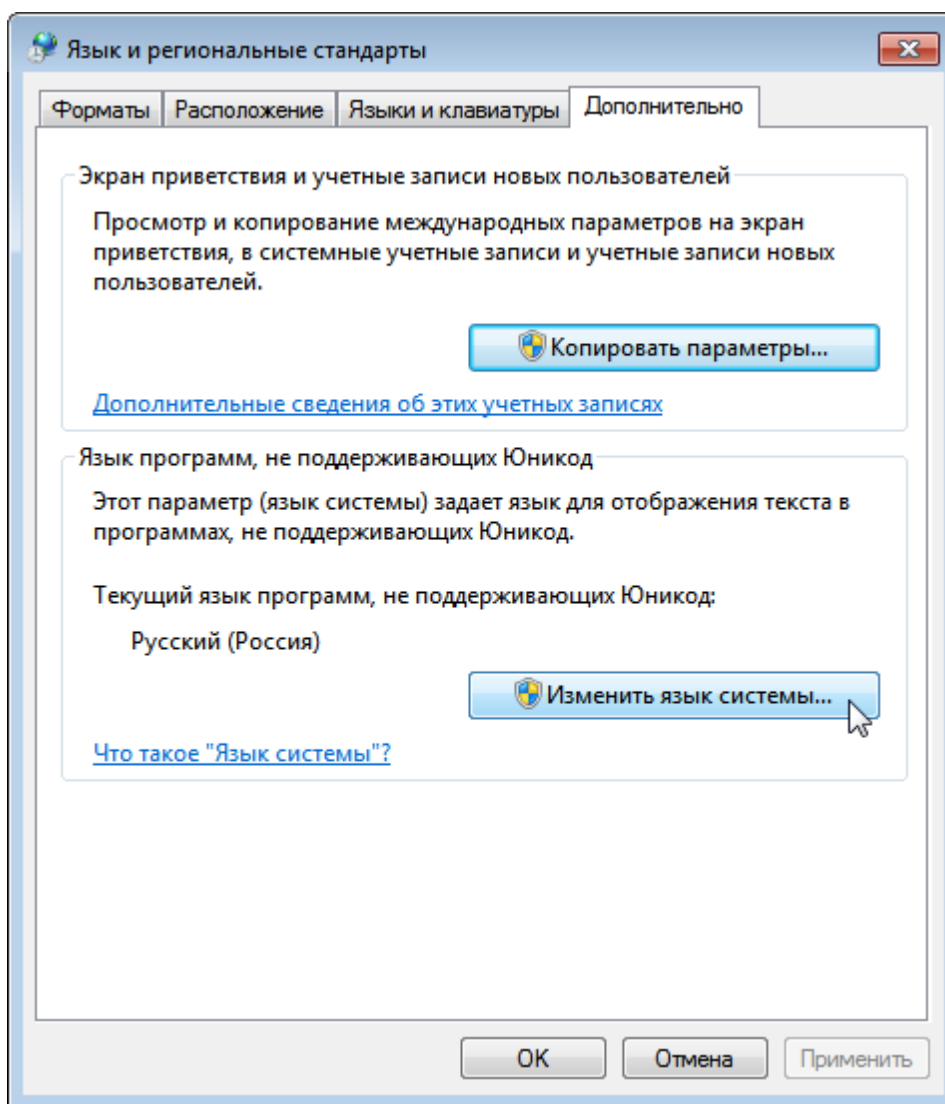 Язык и региональные стандарты
Форматы Расположение Языки и клавиатуры Дополнительно
Экран приветствия и учетные записи новых пользователей
Просмотр и копирование международных параметров на экран
приветствия, в системные учетные записи и учетные записи новых
пользователей.
Копировать параметры...
Дополнительные сведения об этих учетных записях
Язык программ, не поддерживающих Юникод
Этот параметр (язык системы) задает язык для отображения текста в
программах, не поддерживающих Юникод.
Текущий язык программ, не поддерживающих Юникод:
Русский (Россия)
Изменить язык системы...
Что такое "Язык системы"?
ОК Отмена Применить